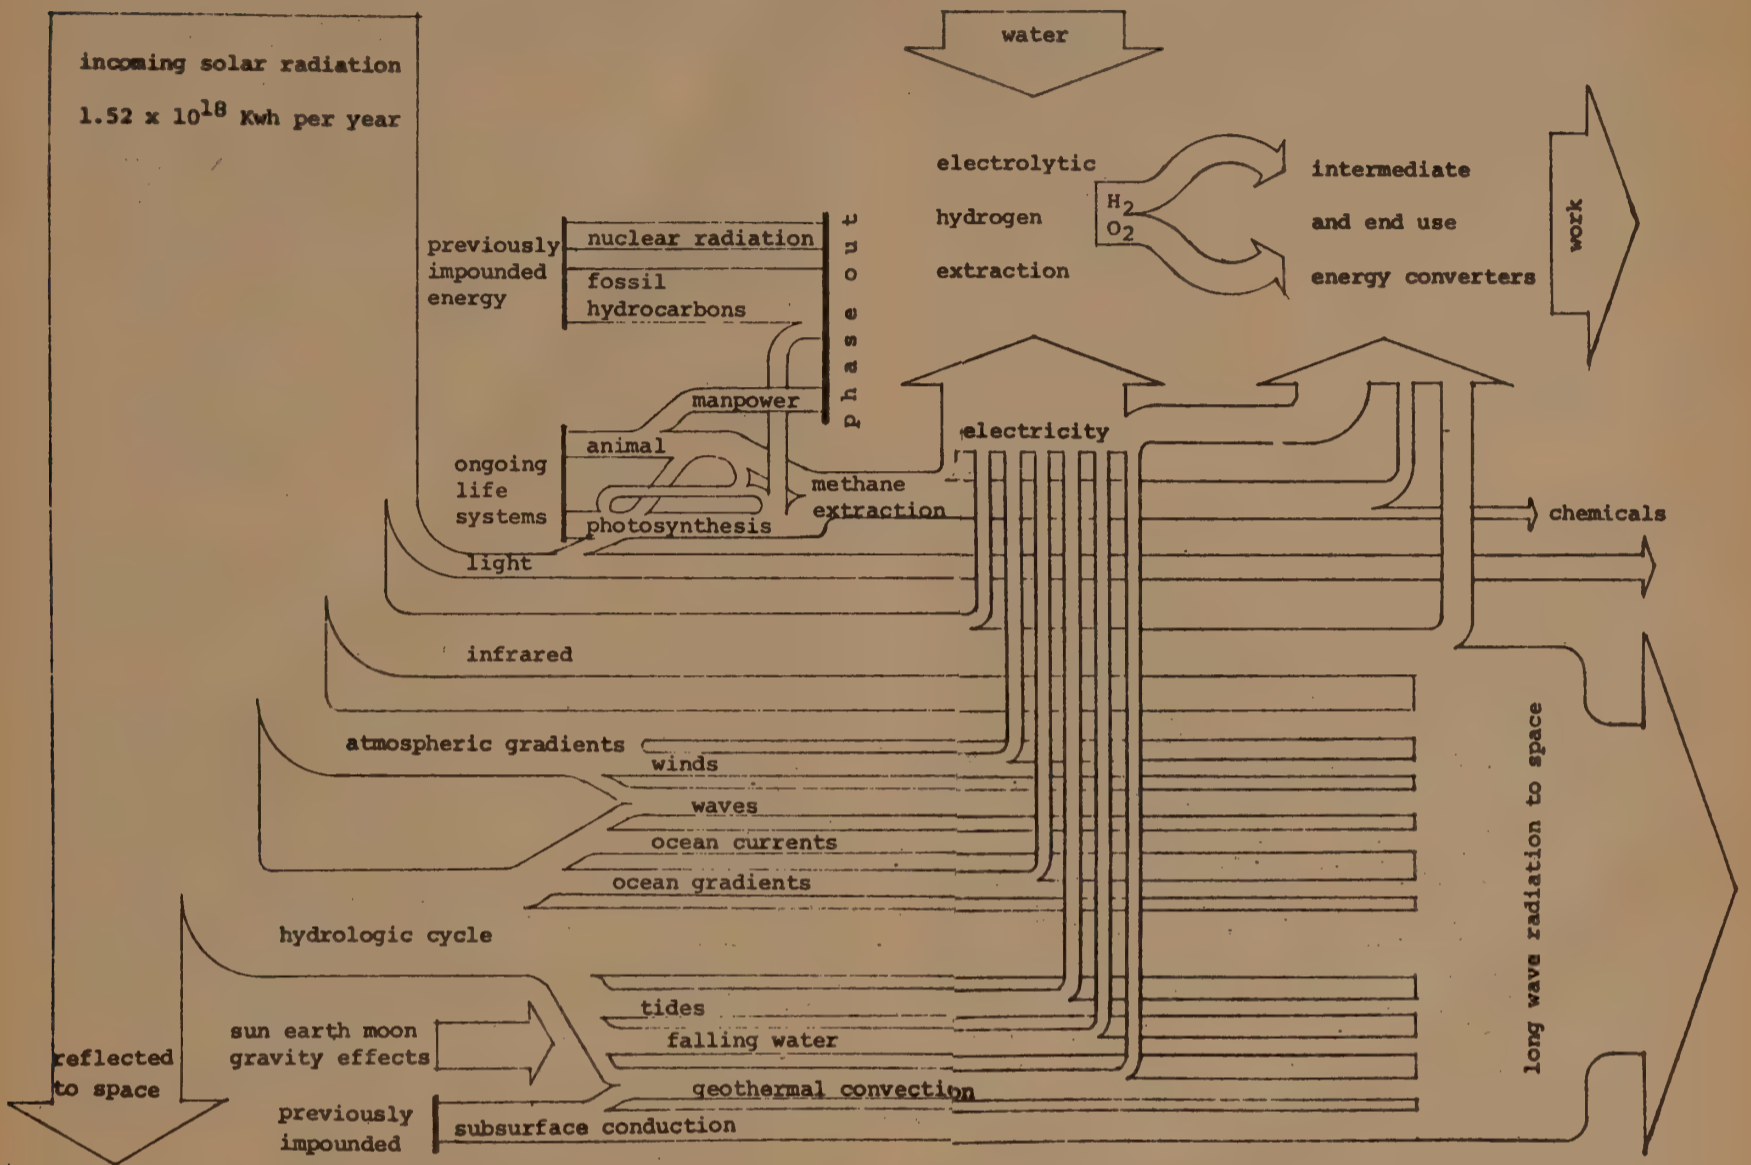 incoming solar radiation
1.52 x 10^18 Kwh per year
water
electrolytic
hydrogen
extraction
H2
O2
intermediate
and end use
energy converters
work
previously
impounded
energy
nuclear radiation
fossil
hydrocarbons
phase out
manpower
animal
ongoing
life
systems
photosynthesis
methane
extraction
electricity
chemicals
light
infrared
atmospheric gradients
winds
waves
ocean currents
ocean gradients
hydrologic cycle
tides
falling water
sun earth moon
gravity effects
reflected
to space
geothermal convection
previously
impounded
subsurface conduction
long wave radiation to space